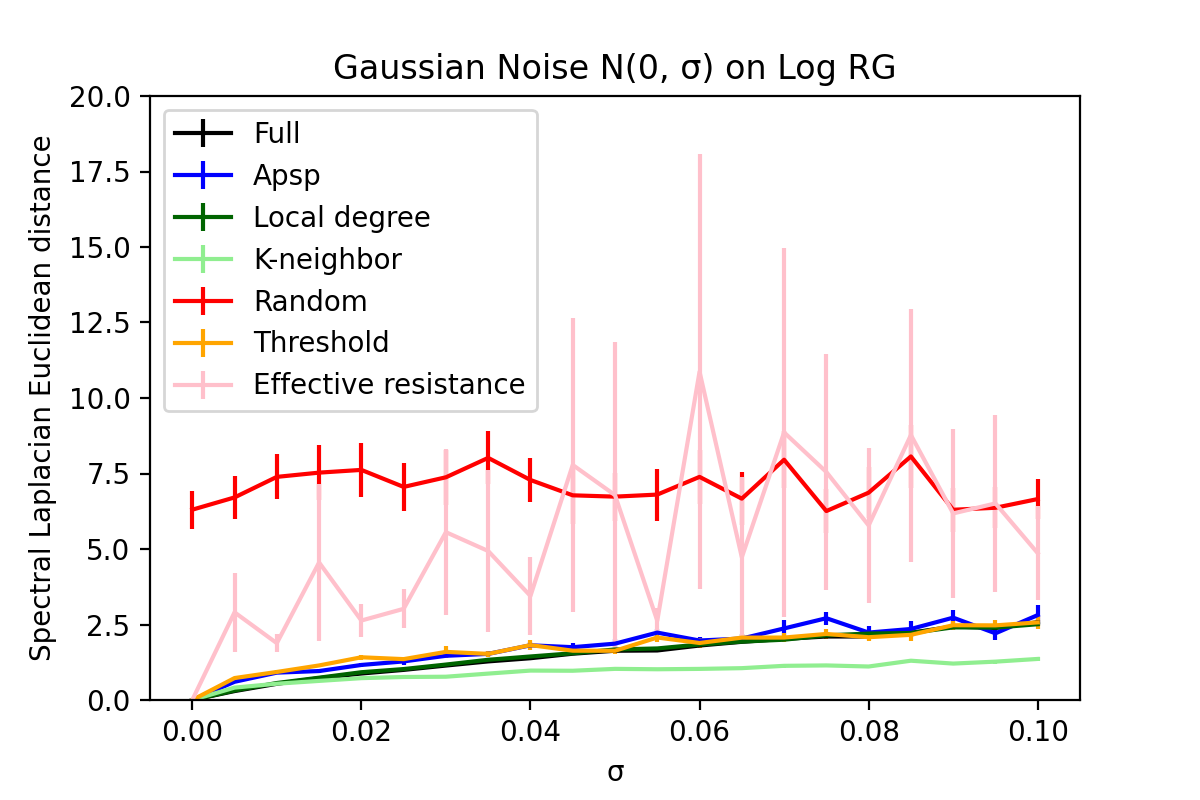 Gaussian Noise N(0, σ) on Log RG
Spectral Laplacian Euclidean distance
20.0
17.5
15.0
12.5
10.0
7.5
5.0
2.5
0.0
Full
Apsp
Local degree
K-neighbor
Random
Threshold
Effective resistance
0.00
0.02
0.04
0.06
0.08
0.10
σ